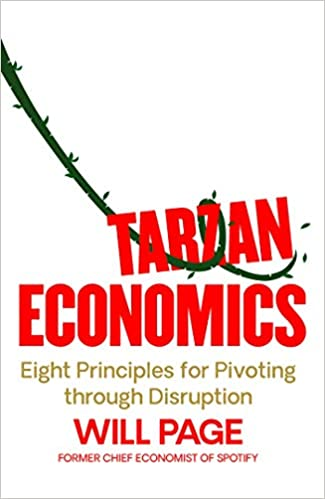 TARZAN
ECONOMICS
Eight Principles for Pivoting
through Disruption
WILL PAGE
FORMER CHIEF ECONOMIST OF SPOTIFY